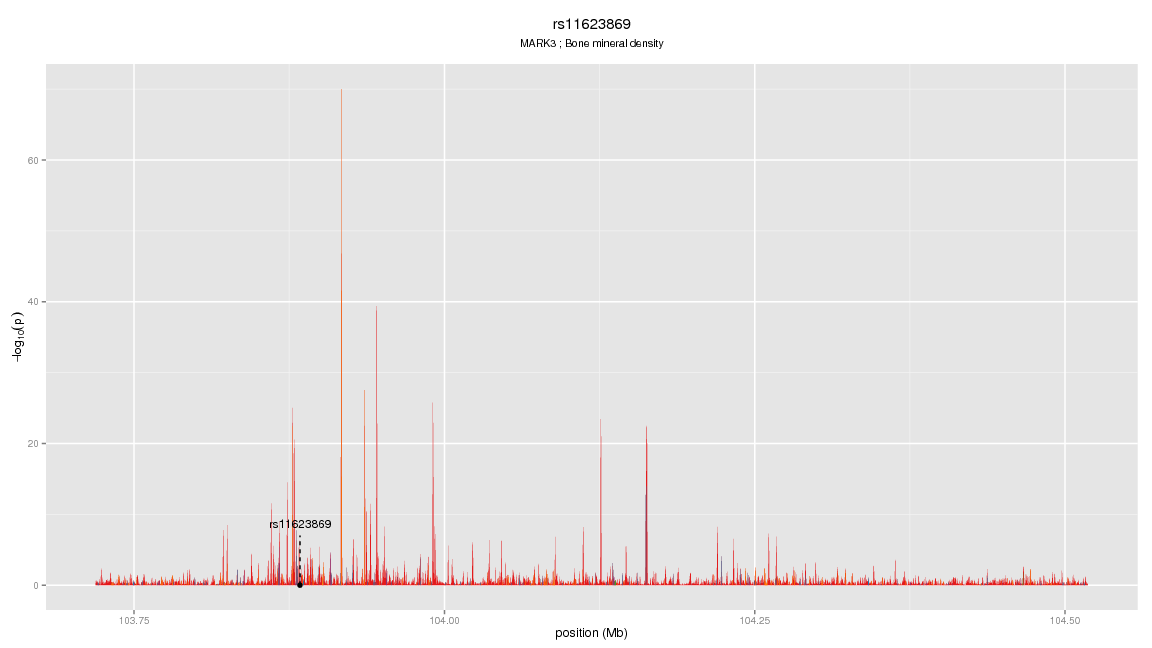 rs11623869
MARK3 ; Bone mineral density
60
40
20
0
-log10(p)
rs11623869
103.75
104.00
104.25
104.50
position (Mb)